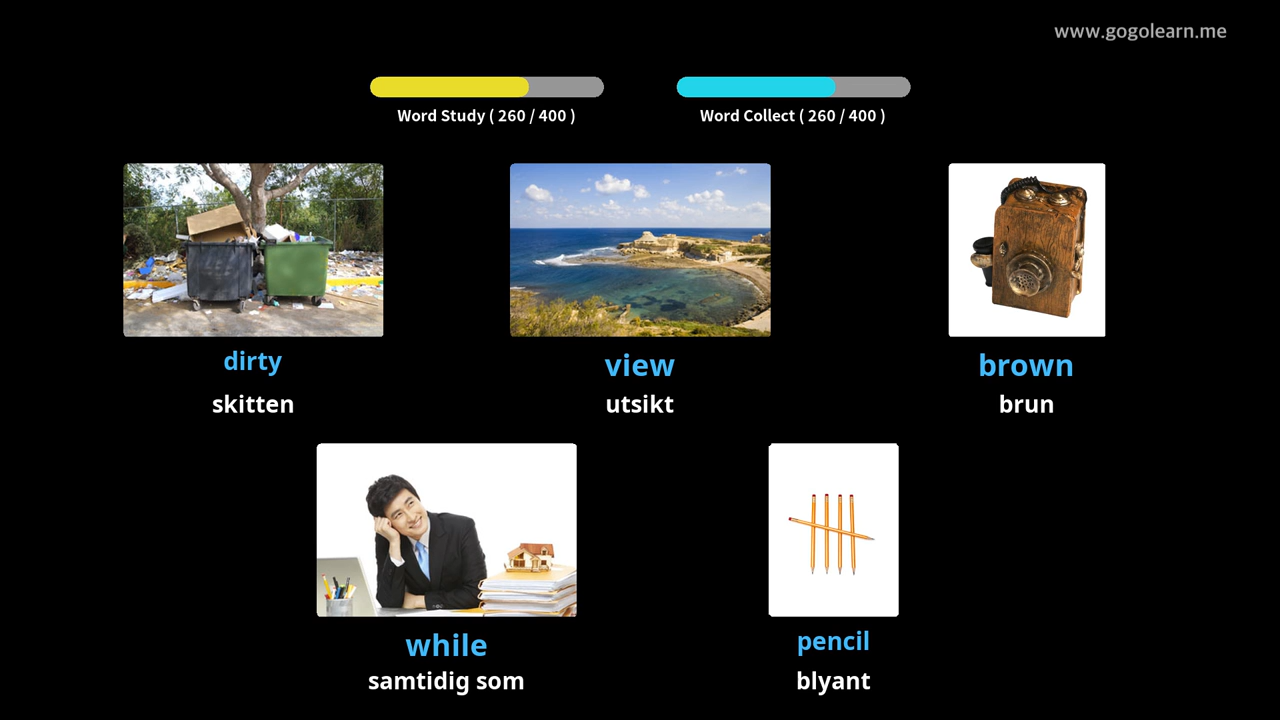 www.gogolearn.me
Word Study ( 260 / 400 )
Word Collect ( 260 / 400 )
dirty
skitten
view
utsikt
brown
brun
while
samtidig som
pencil
blyant